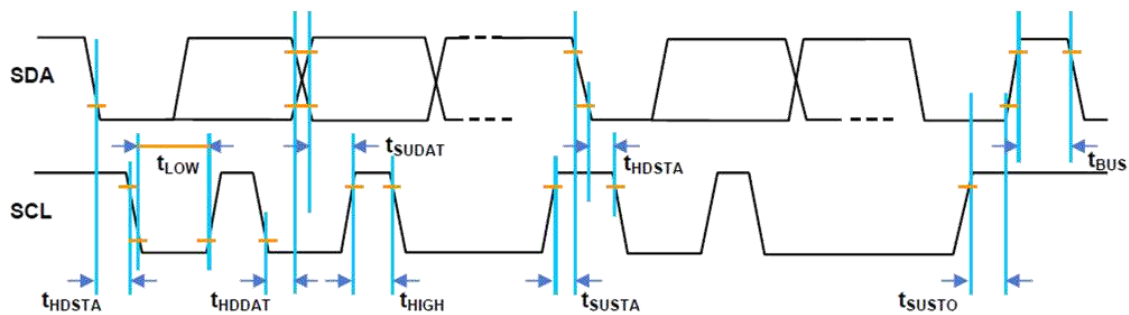 SDA
tSUDAT
tLOW
tHDSTA
tBUS
SCL
tHDSTA
tHDDAT
tHIGH
tSUSTA
tSUSTO